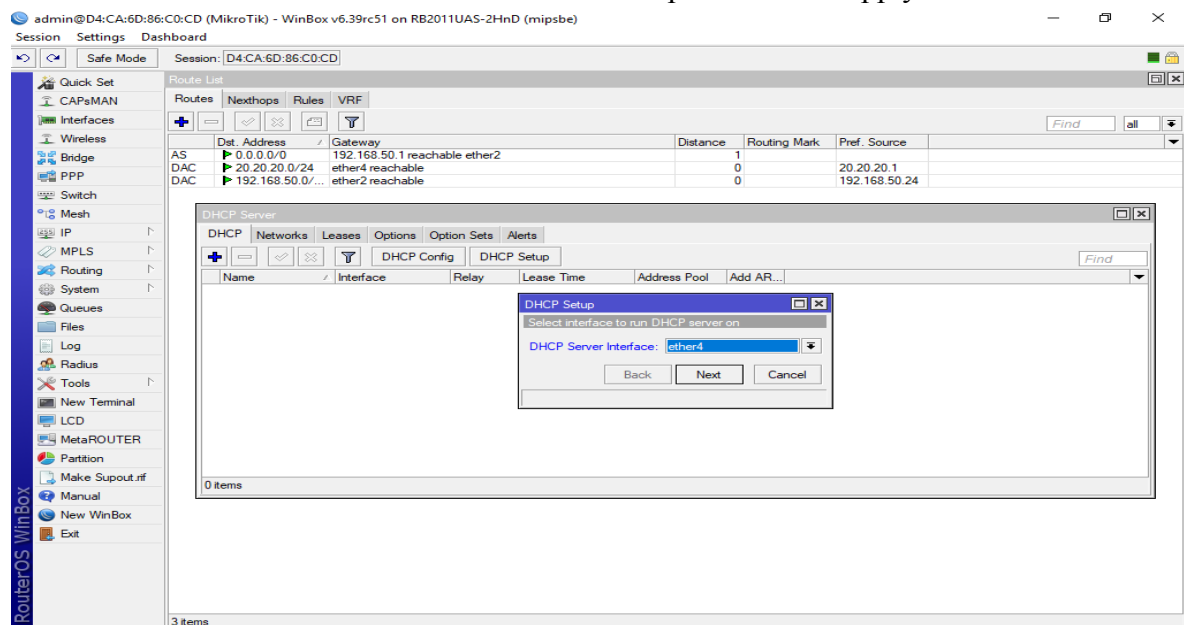 admin@D4:CA:6D:86:C0:CD (MikroTik) - WinBox v6.39rc51 on RB2011UAS-2HnD (mipsbe)
Session Settings Dashboard
Safe Mode Session: D4:CA:6D:86:C0:CD
Quick Set
CAPsMAN
Interfaces
Wireless
Bridge
PPP
Switch
Mesh
IP
MPLS
Routing
System
Queues
Files
Log
Radius
Tools
New Terminal
LCD
MetaROUTER
Partition
Make Supout.rif
Manual
New WinBox
Exit
RouterOS WinBox
Route List
Routes Nexthops Rules VRF
Find all
Dst. Address Gateway Distance Routing Mark Pref. Source
AS 0.0.0.0/0 192.168.50.1 reachable ether2 1
DAC 20.20.20.0/24 ether4 reachable 0 20.20.20.1
DAC 192.168.50.0/... ether2 reachable 0 192.168.50.24
DHCP Server
DHCP Networks Leases Options Option Sets Alerts
DHCP Config DHCP Setup Find
Name Interface Relay Lease Time Address Pool Add AR...
DHCP Setup
Select interface to run DHCP server on
DHCP Server Interface: ether4
Back Next Cancel
0 items
3 items